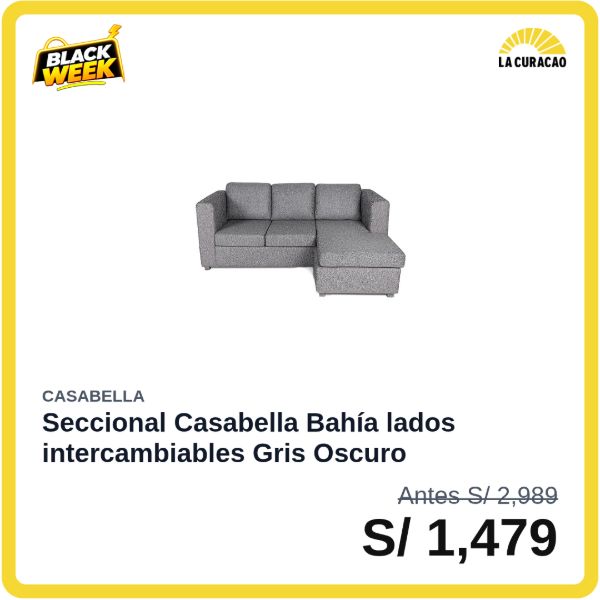 BLACK
WEEK
LA CURACAO
CASABELLA
Seccional Casabella Bahía lados
intercambiables Gris Oscuro
Antes S/ 2,989
S/ 1,479